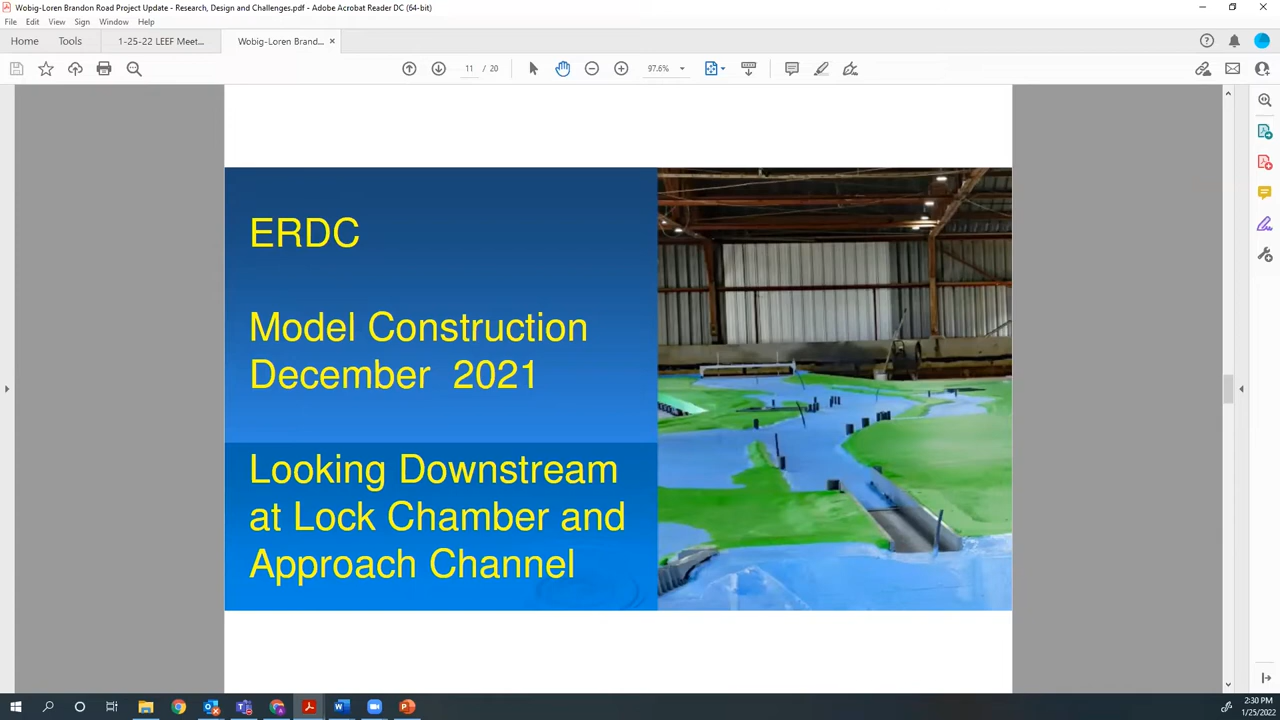 Wobig-Loren Brandon Road Project Update - Research, Design and Challenges.pdf - Adobe Acrobat Reader DC (64-bit)
File Edit View Sign Window Help
Home Tools 1-25-22 LEEF Meet... Wobig-Loren Brand... ×
11 / 20 97.6%
ERDC
Model Construction
December 2021
Looking Downstream
at Lock Chamber and
Approach Channel
2:30 PM
1/25/2022